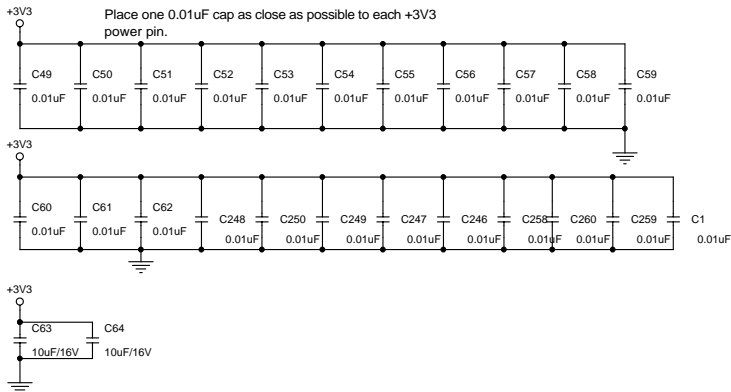 +3V3
Place one 0.01uF cap as close as possible to each +3V3
power pin.
C49 C50 C51 C52 C53 C54 C55 C56 C57 C58 C59
0.01uF 0.01uF 0.01uF 0.01uF 0.01uF 0.01uF 0.01uF 0.01uF 0.01uF 0.01uF 0.01uF
+3V3
C60 C61 C62 C248 C250 C249 C247 C246 C258 C260 C259 C1
0.01uF 0.01uF 0.01uF 0.01uF 0.01uF 0.01uF 0.01uF 0.01uF 0.01uF 0.01uF 0.01uF 0.01uF
+3V3
C63 C64
10uF/16V 10uF/16V